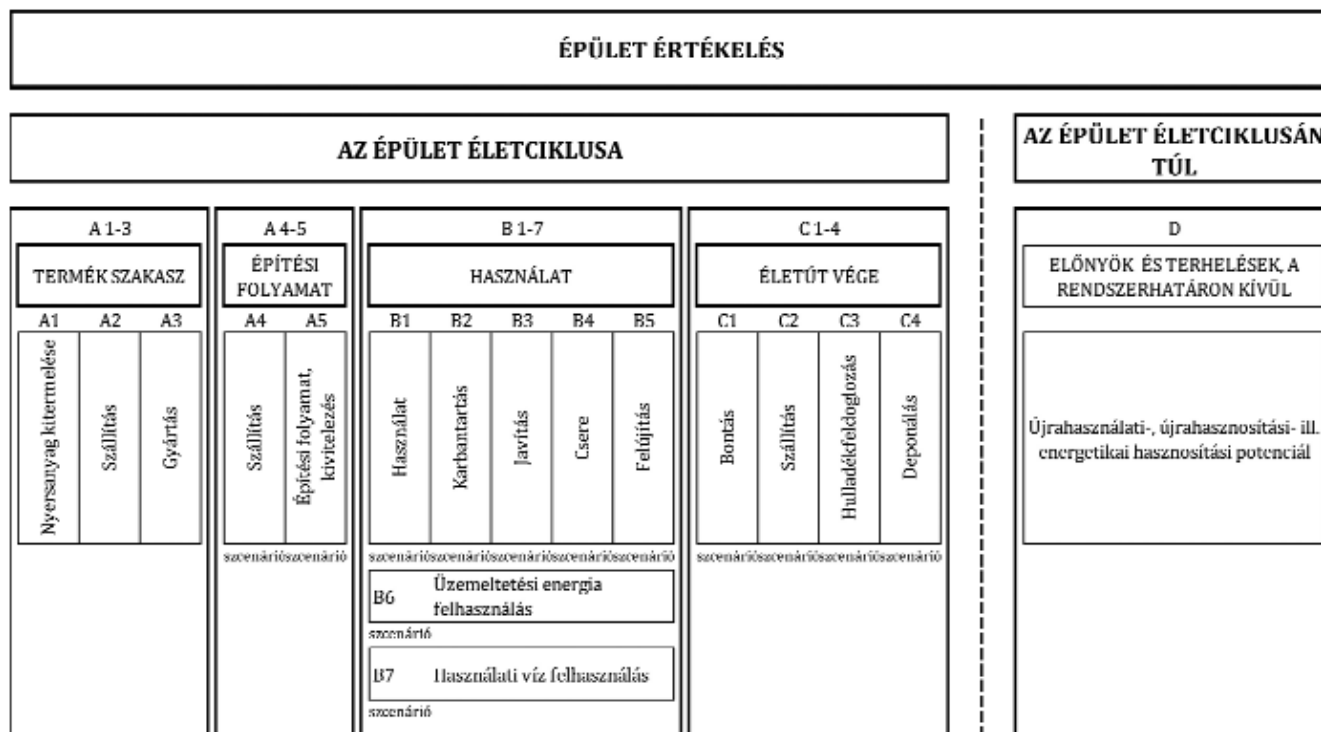 ÉPÜLET ÉRTÉKELÉS
AZ ÉPÜLET ÉLETCIKLUSA
AZ ÉPÜLET ÉLETCIKLUSÁN
TÚL
A 1-3
A 4-5
B 1-7
C 1-4
D
TERMÉK SZAKASZ
ÉPÍTÉSI
FOLYAMAT
HASZNÁLAT
ÉLETÚT VÉGE
ELŐNYÖK ÉS TERHELÉSEK, A
RENDSZERHATÁRON KÍVÜL
A1 A2 A3
A4 A5
B1 B2 B3 B4 B5
C1 C2 C3 C4
Nyersanyag kitermelése
Szállítás
Gyártás
Szállítás
Építési folyamat,
kivitelezés
Használat
Karbantartás
Javítás
Csere
Felújítás
Bontás
Szállítás
Hulladékfeldogtozás
Deponálás
Újrahasználati-, újrahasznosítási- ill.
energetikai hasznosítási potenciál
szcenárió szcenárió
szcenárió szcenárió szcenárió szcenárió szcenárió
szcenárió szcenárió szcenárió szcenárió
B6 Üzemeltetési energia
felhasználás
szcenárió
B7 Használati víz felhasználás
szcenárió